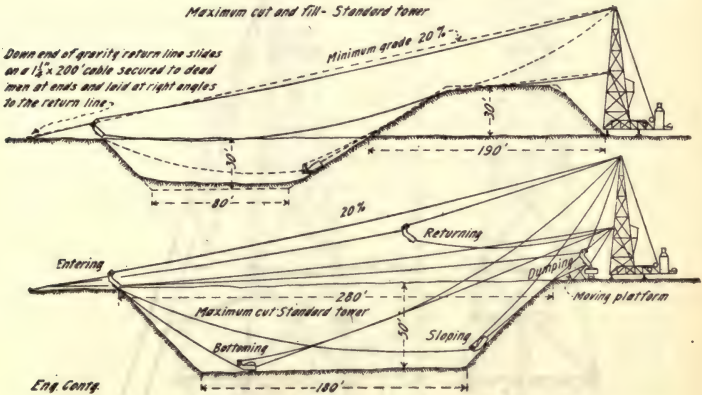 Maximum cut and fill - Standard tower
Down end of gravity return line slides
on a 1¼" x 200' cable secured to dead
men at ends and laid at right angles
to the return line
Minimum grade 20%
30'
30'
190'
80'
20%
Returning
Entering
Dumping
280'
Moving platform
Maximum cut Standard tower
50'
Sloping
Bottoming
180'
Eng. Contg.